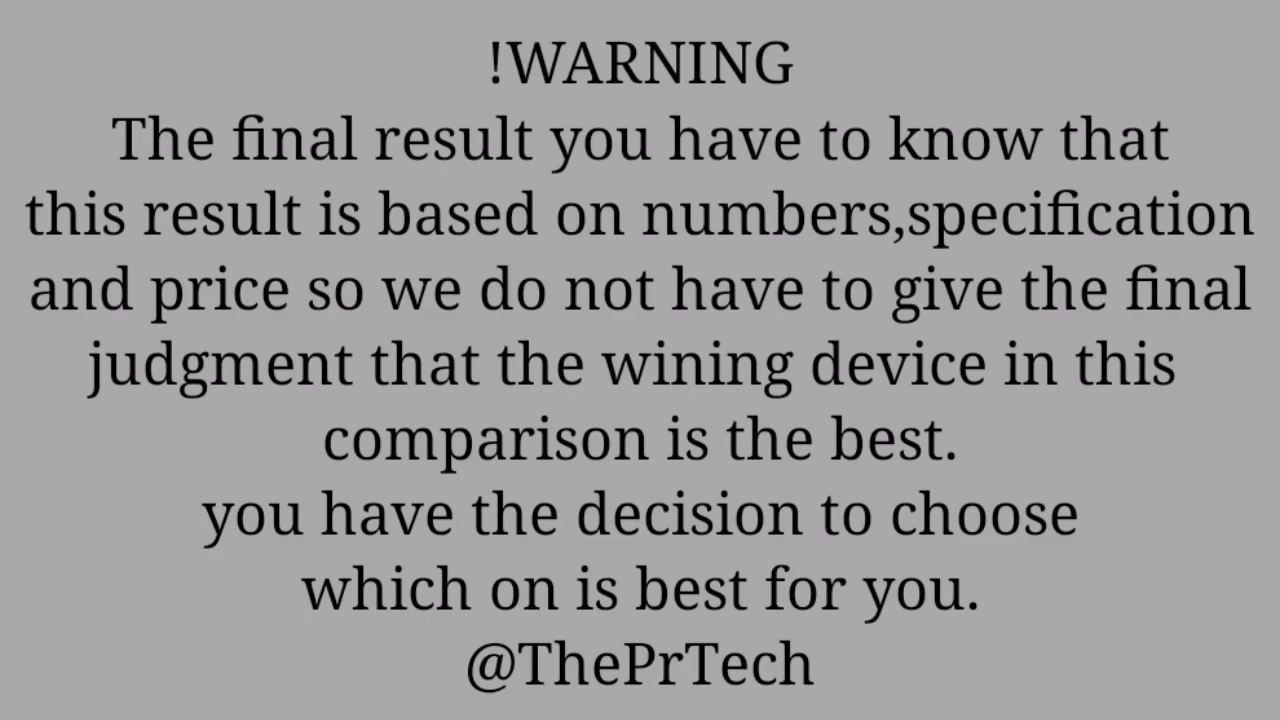 !WARNING
The final result you have to know that
this result is based on numbers,specification
and price so we do not have to give the final
judgment that the wining device in this
comparison is the best.
you have the decision to choose
which on is best for you.
@ThePrTech